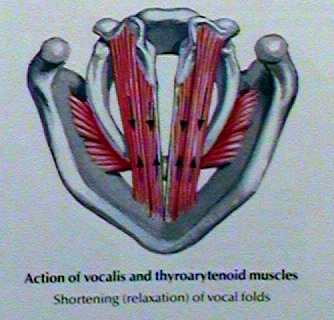 Action of vocalis and thyroarytenoid muscles
Shortening (relaxation) of vocal folds